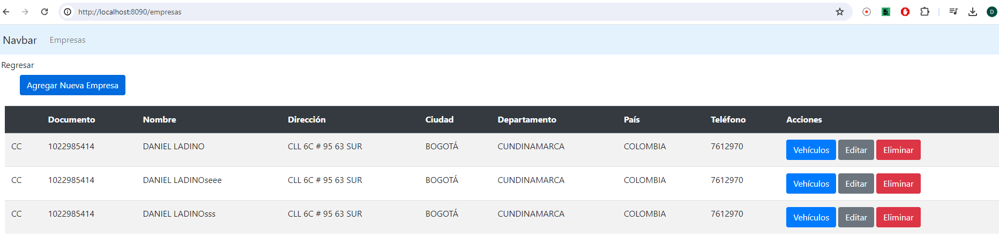 http://localhost:8090/empresas
D
Navbar Empresas
Regresar
Agregar Nueva Empresa
Documento Nombre Dirección Ciudad Departamento País Teléfono Acciones
CC 1022985414 DANIEL LADINO CLL 6C # 95 63 SUR BOGOTÁ CUNDINAMARCA COLOMBIA 7612970 Vehículos Editar Eliminar
CC 1022985414 DANIEL LADINOseee CLL 6C # 95 63 SUR BOGOTÁ CUNDINAMARCA COLOMBIA 7612970 Vehículos Editar Eliminar
CC 1022985414 DANIEL LADINOsss CLL 6C # 95 63 SUR BOGOTÁ CUNDINAMARCA COLOMBIA 7612970 Vehículos Editar Eliminar